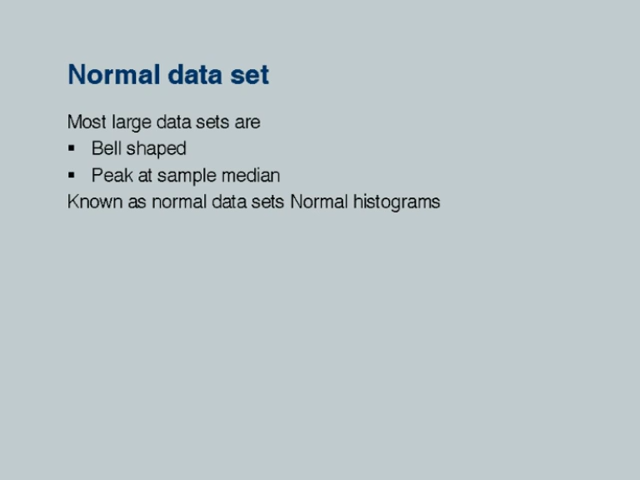 Normal data set
Most large data sets are
▪ Bell shaped
▪ Peak at sample median
Known as normal data sets Normal histograms